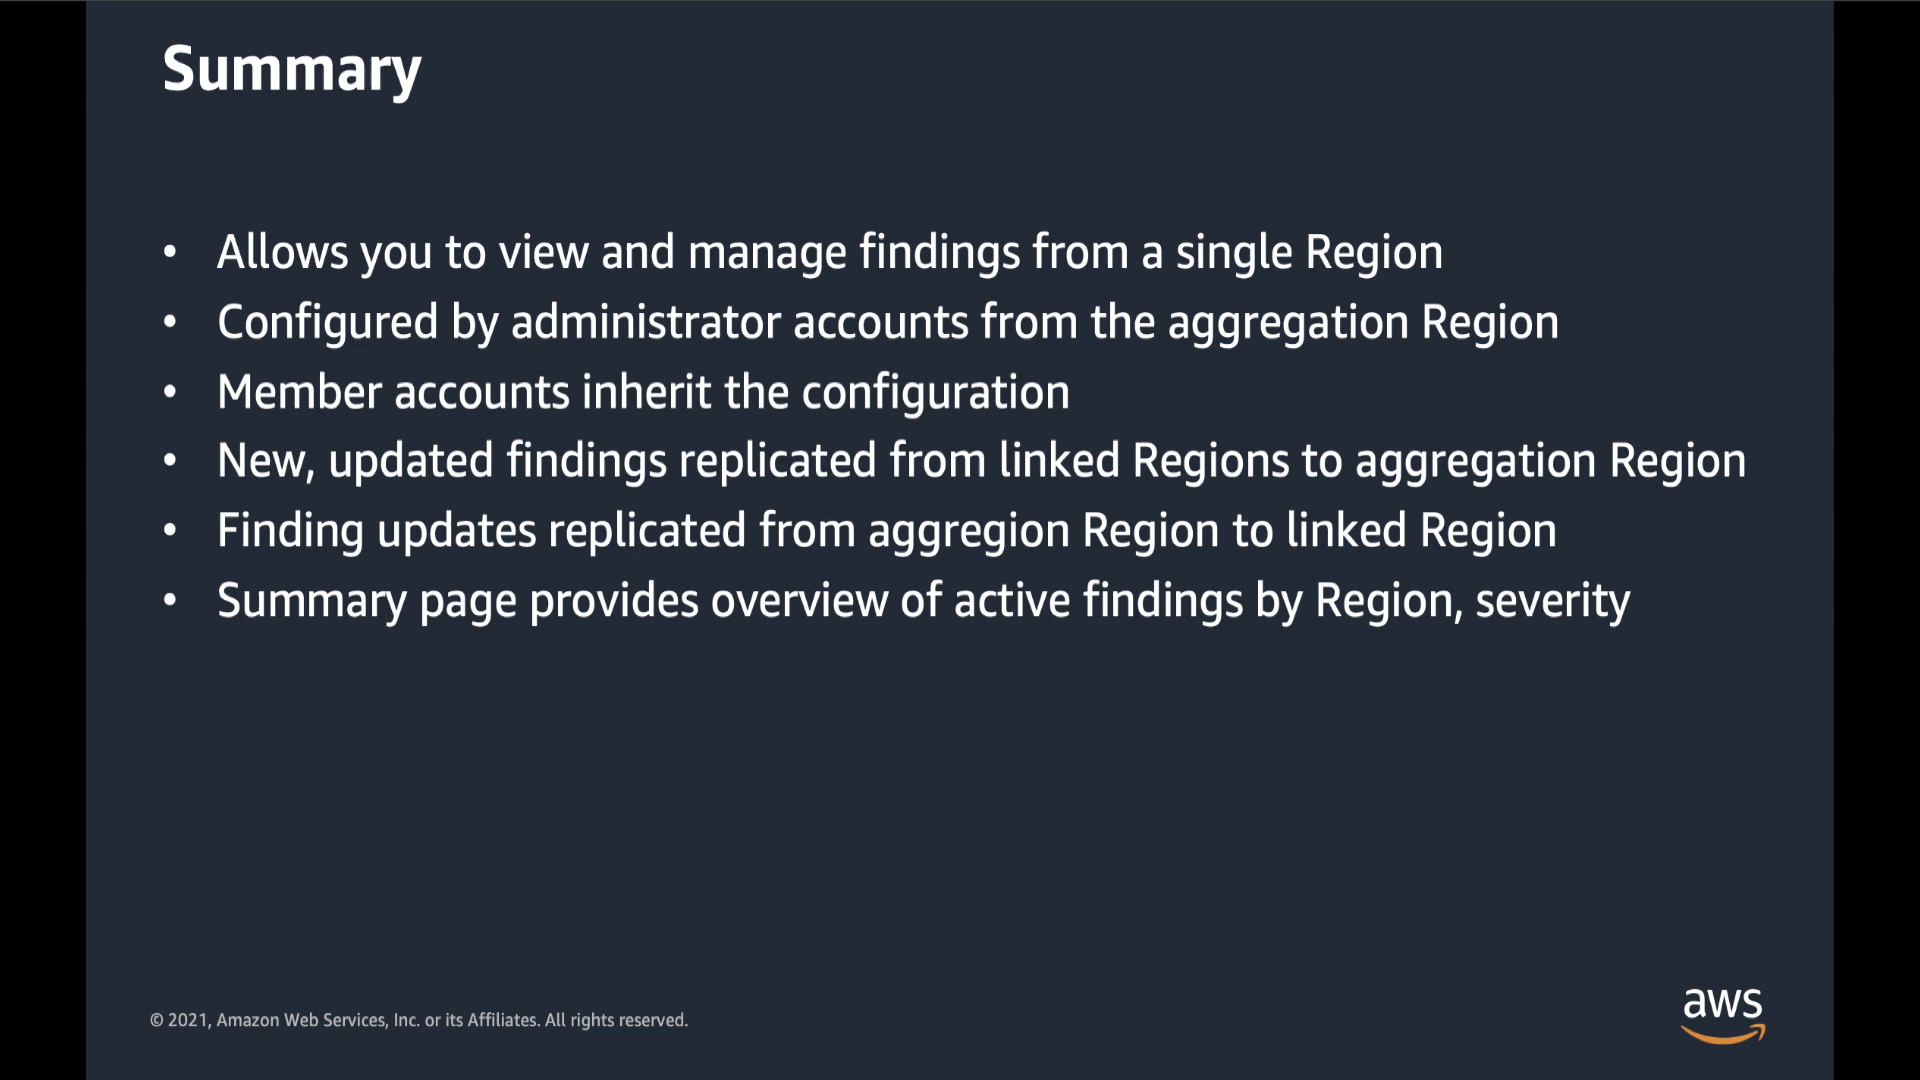 Summary
• Allows you to view and manage findings from a single Region
• Configured by administrator accounts from the aggregation Region
• Member accounts inherit the configuration
• New, updated findings replicated from linked Regions to aggregation Region
• Finding updates replicated from aggregion Region to linked Region
• Summary page provides overview of active findings by Region, severity
© 2021, Amazon Web Services, Inc. or its Affiliates. All rights reserved.
aws